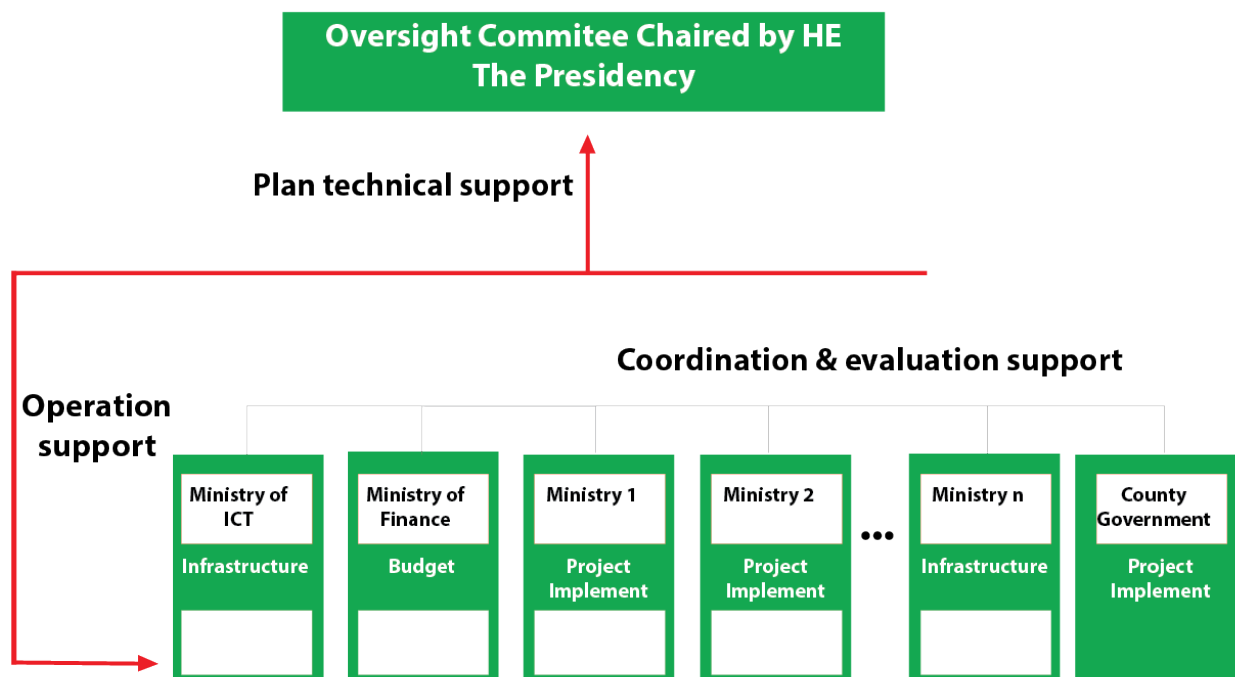 Oversight Commitee Chaired by HE
The Presidency
Plan technical support
Coordination & evaluation support
Operation
support
Ministry of
ICT
Infrastructure
Ministry of
Finance
Budget
Ministry 1
Project
Implement
Ministry 2
Project
Implement
...
Ministry n
Infrastructure
County
Government
Project
Implement